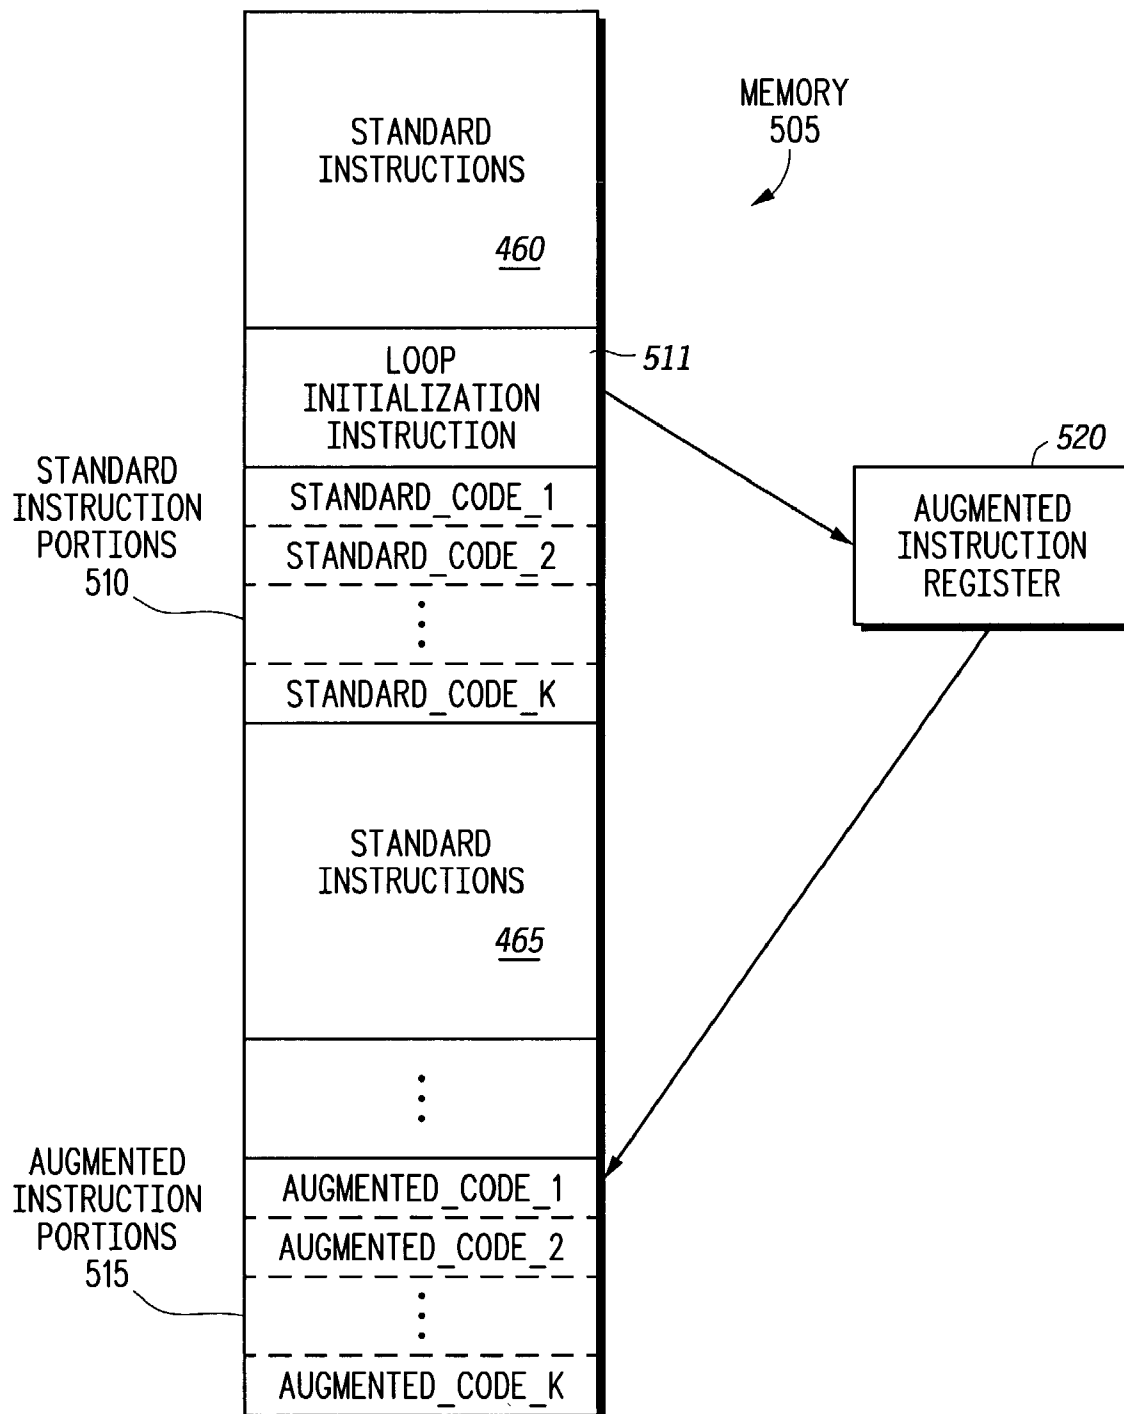 STANDARD
INSTRUCTIONS
460
MEMORY
505
LOOP
INITIALIZATION
INSTRUCTION
511
520
AUGMENTED
INSTRUCTION
REGISTER
STANDARD
INSTRUCTION
PORTIONS
510
STANDARD_CODE_1
STANDARD_CODE_2
STANDARD_CODE_K
STANDARD
INSTRUCTIONS
465
AUGMENTED
INSTRUCTION
PORTIONS
515
AUGMENTED_CODE_1
AUGMENTED_CODE_2
AUGMENTED_CODE_K